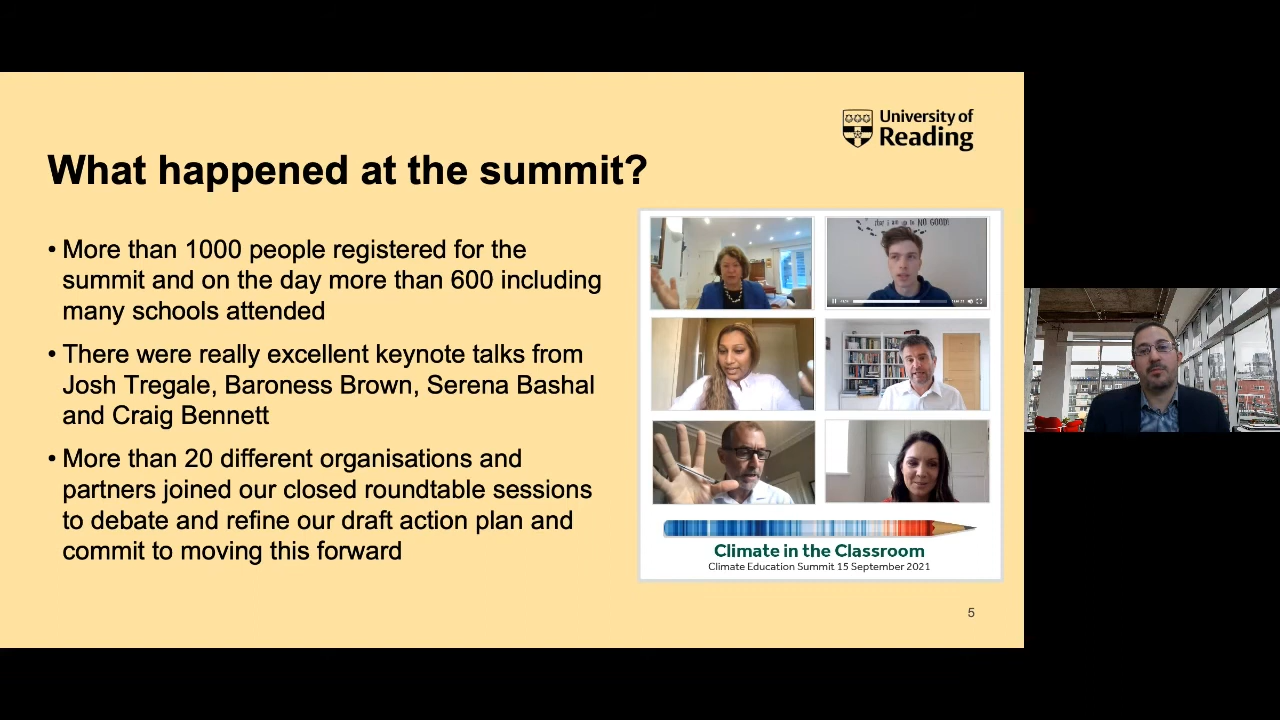 University of
Reading
What happened at the summit?
• More than 1000 people registered for the
summit and on the day more than 600 including
many schools attended
• There were really excellent keynote talks from
Josh Tregale, Baroness Brown, Serena Bashal
and Craig Bennett
• More than 20 different organisations and
partners joined our closed roundtable sessions
to debate and refine our draft action plan and
commit to moving this forward
NO GOOD!
Climate in the Classroom
Climate Education Summit 15 September 2021
5